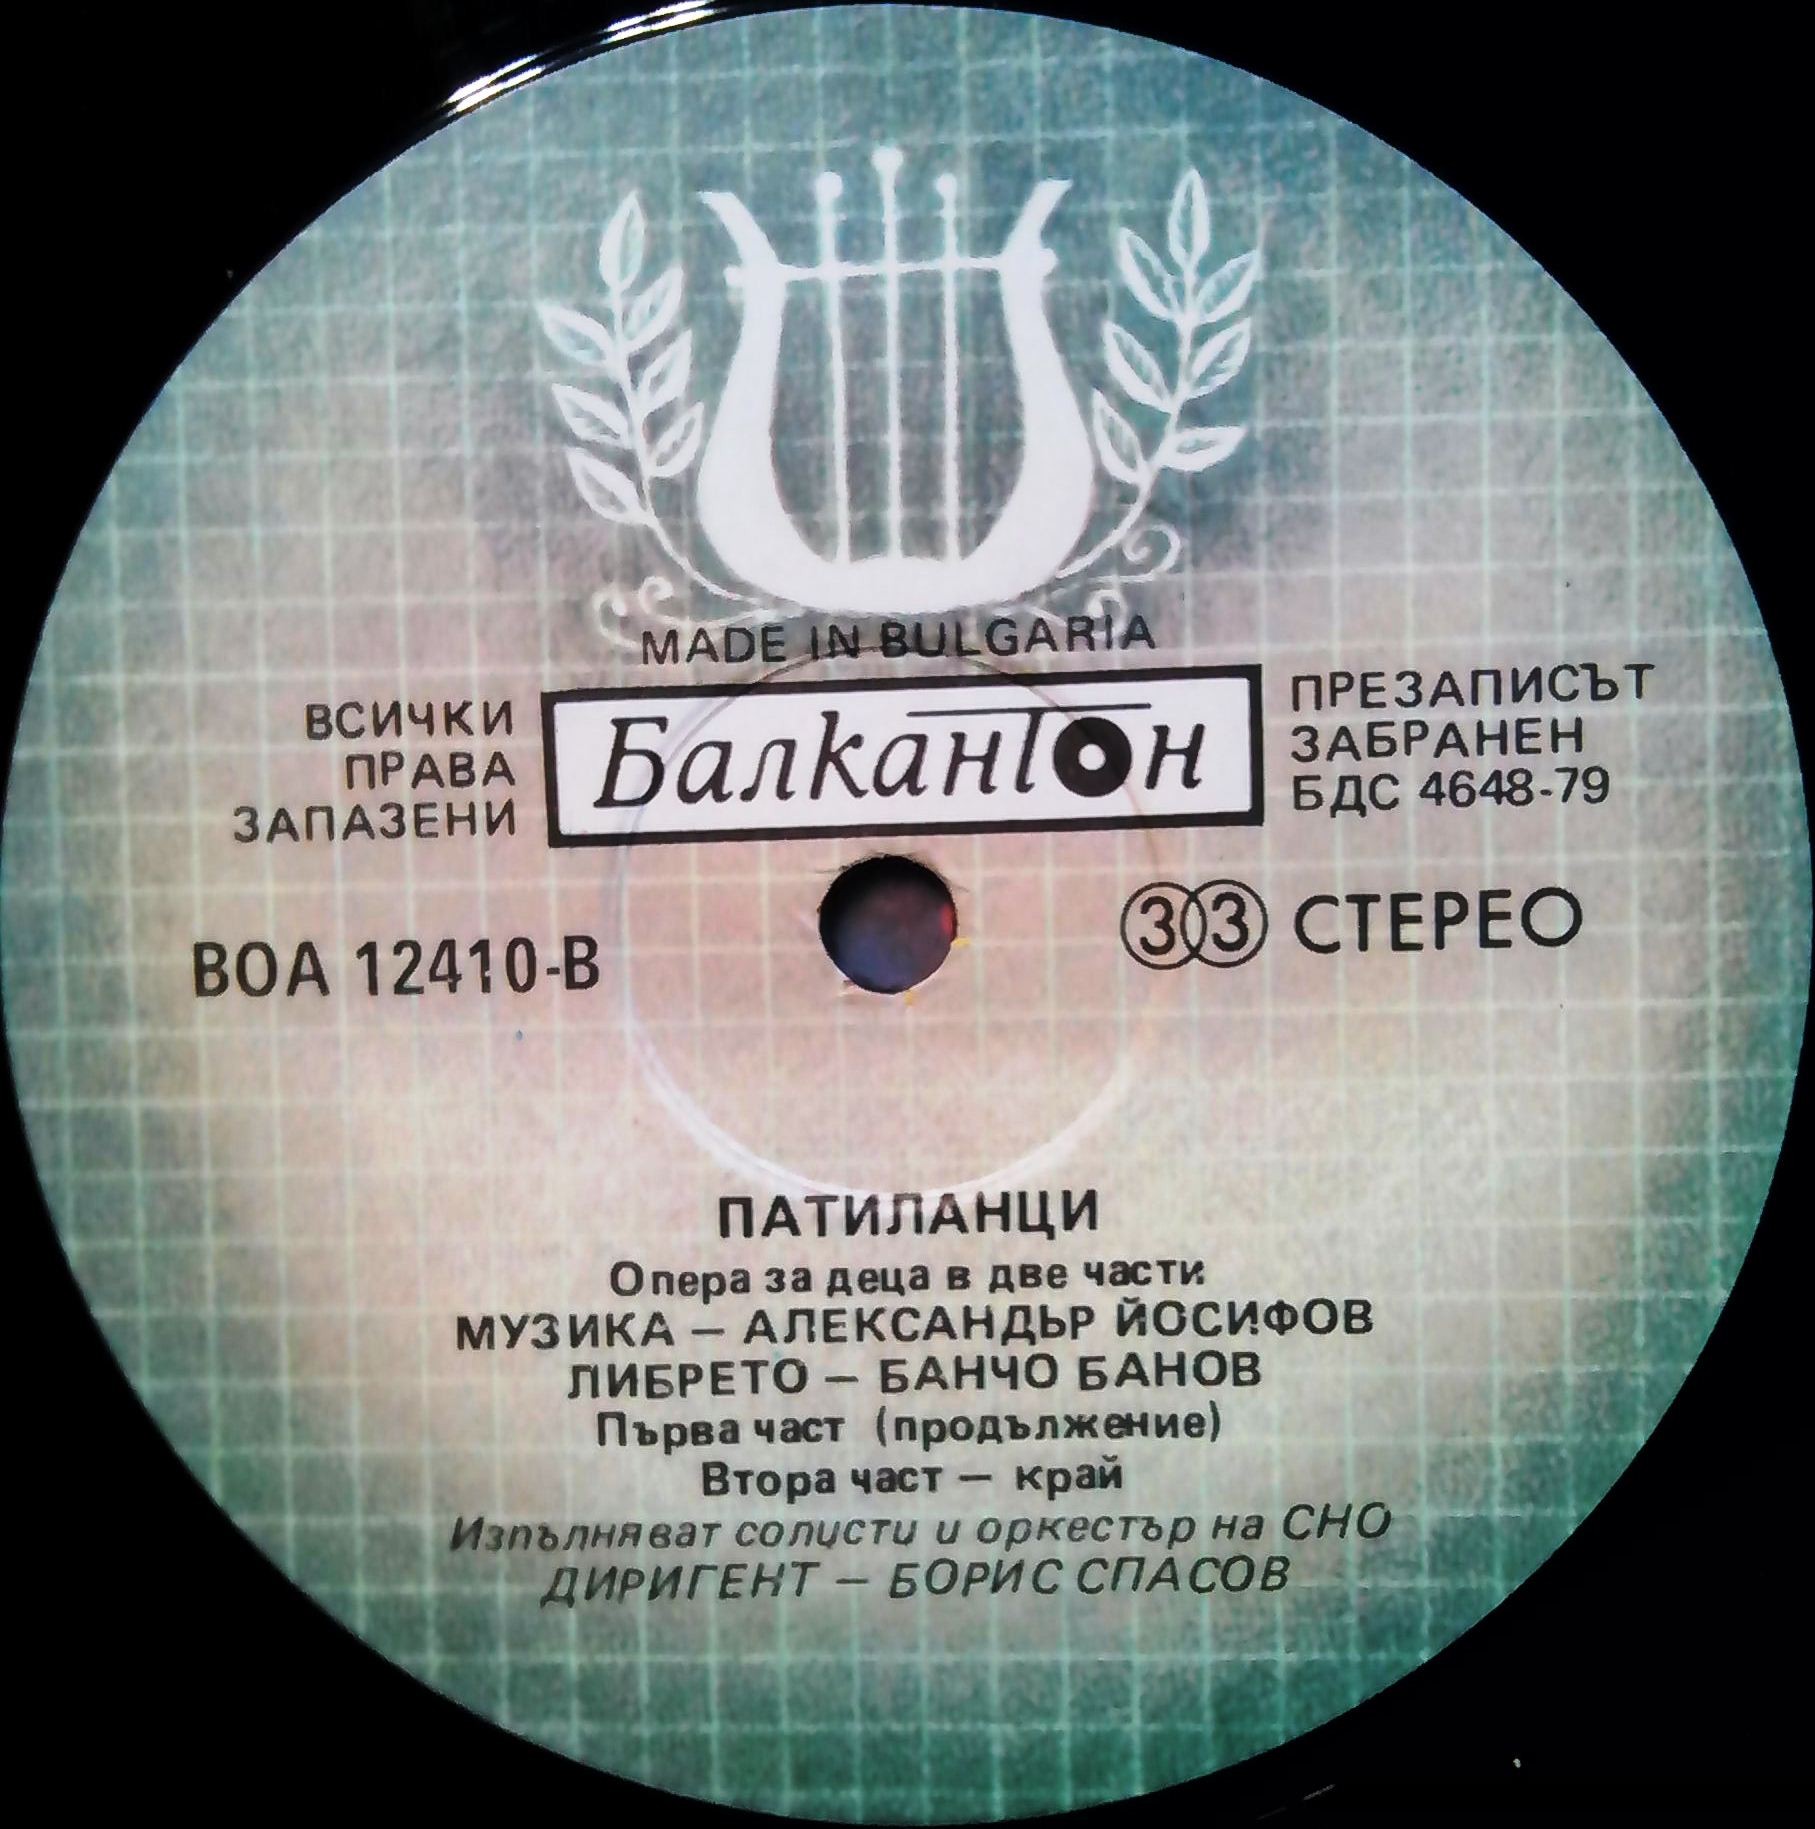 MADE IN BULGARIA
ВСИЧКИ
ПРАВА
ЗАПАЗЕНИ
Балкантон
ПРЕЗАПИСЪТ
ЗАБРАНЕН
БДС 4648-79
ВОА 12410-В
33 СТЕРЕО
ПАТИЛАНЦИ
Опера за деца в две части
МУЗИКА – АЛЕКСАНДЪР ЙОСИФОВ
ЛИБРЕТО – БАНЧО БАНОВ
Първа част (продължение)
Втора част – край
Изпълняват солисти и оркестър на СНО
ДИРИГЕНТ – БОРИС СПАСОВ